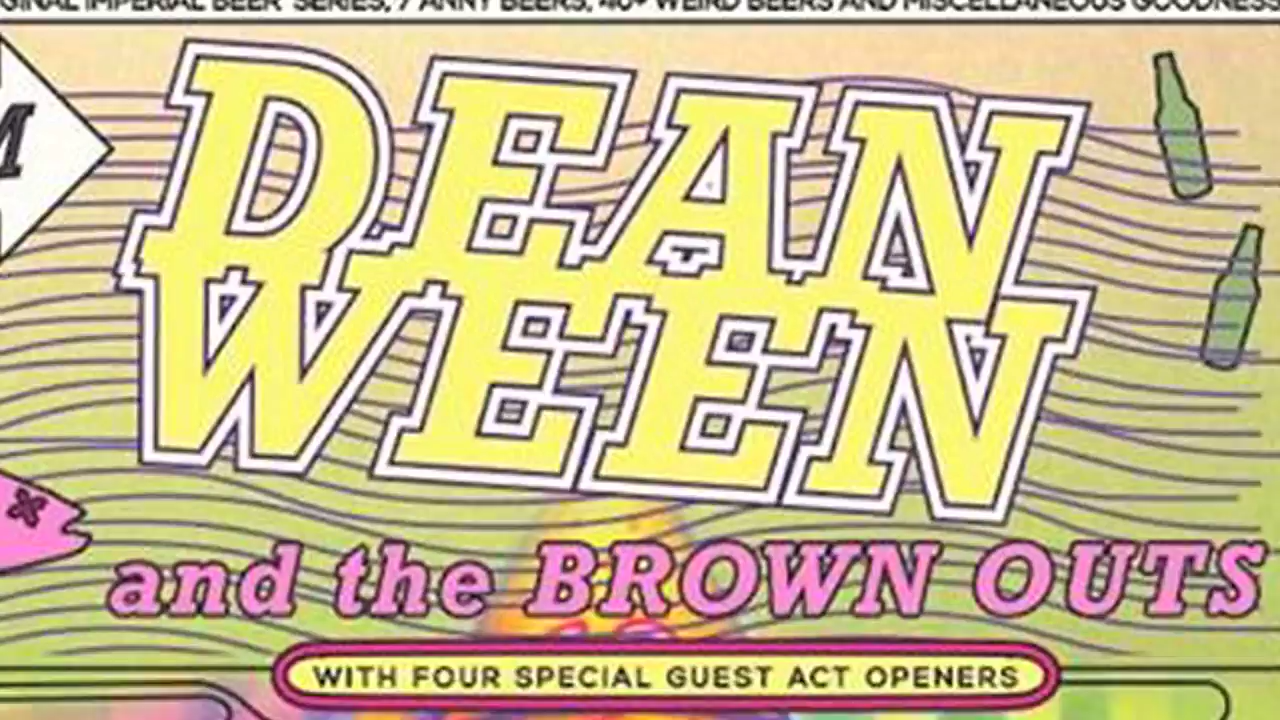 GINAL IMPERIAL BEER SERIES, 7 ANNY BEERS, 40+ WEIRD BEERS AND MISCELLANEOUS GOODNESS
M
DEAN
WEEN
and the BROWN OUTS
WITH FOUR SPECIAL GUEST ACT OPENERS